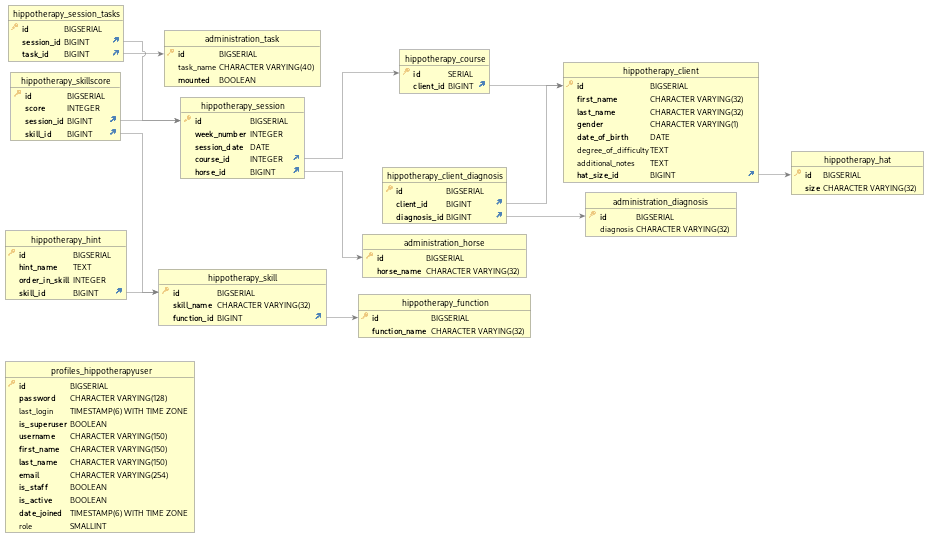 hippotherapy_session_tasks
id BIGSERIAL
session_id BIGINT
task_id BIGINT
administration_task
id BIGSERIAL
task_name CHARACTER VARYING(40)
mounted BOOLEAN
hippotherapy_skillscore
id BIGSERIAL
score INTEGER
session_id BIGINT
skill_id BIGINT
hippotherapy_session
id BIGSERIAL
week_number INTEGER
session_date DATE
course_id INTEGER
horse_id BIGINT
hippotherapy_course
id SERIAL
client_id BIGINT
hippotherapy_client
id BIGSERIAL
first_name CHARACTER VARYING(32)
last_name CHARACTER VARYING(32)
gender CHARACTER VARYING(1)
date_of_birth DATE
degree_of_difficulty TEXT
additional_notes TEXT
hat_size_id BIGINT
hippotherapy_hat
id BIGSERIAL
size CHARACTER VARYING(32)
hippotherapy_client_diagnosis
id BIGSERIAL
client_id BIGINT
diagnosis_id BIGINT
administration_diagnosis
id BIGSERIAL
diagnosis CHARACTER VARYING(32)
hippotherapy_hint
id BIGSERIAL
hint_name TEXT
order_in_skill INTEGER
skill_id BIGINT
administration_horse
id BIGSERIAL
horse_name CHARACTER VARYING(32)
hippotherapy_skill
id BIGSERIAL
skill_name CHARACTER VARYING(32)
function_id BIGINT
hippotherapy_function
id BIGSERIAL
function_name CHARACTER VARYING(32)
profiles_hippotherapyuser
id BIGSERIAL
password CHARACTER VARYING(128)
last_login TIMESTAMP(6) WITH TIME ZONE
is_superuser BOOLEAN
username CHARACTER VARYING(150)
first_name CHARACTER VARYING(150)
last_name CHARACTER VARYING(150)
email CHARACTER VARYING(254)
is_staff BOOLEAN
is_active BOOLEAN
date_joined TIMESTAMP(6) WITH TIME ZONE
role SMALLINT